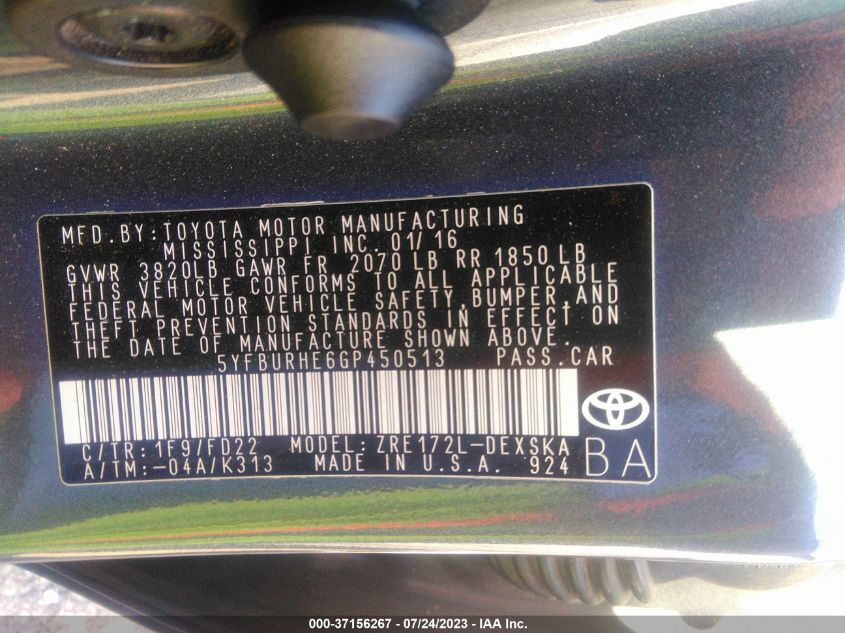 MFD. BY: TOYOTA MOTOR MANUFACTURING
MISSISSIPPI INC. 01/16
GVWR 3820LB GAWR FR 2070 LB RR 1850 LB
THIS VEHICLE CONFORMS TO ALL APPLICABLE
FEDERAL MOTOR VEHICLE SAFETY, BUMPER, AND
THEFT PREVENTION STANDARDS IN EFFECT ON
THE DATE OF MANUFACTURE SHOWN ABOVE.
5YFBURHE6GP450513 PASS. CAR
C/TR: 1F9/FD22 MODEL: ZRE172L-DEXSKA
A/TM: -04A/K313 MADE IN U.S.A. 924
BA
000-37156267 - 07/24/2023 - IAA Inc.